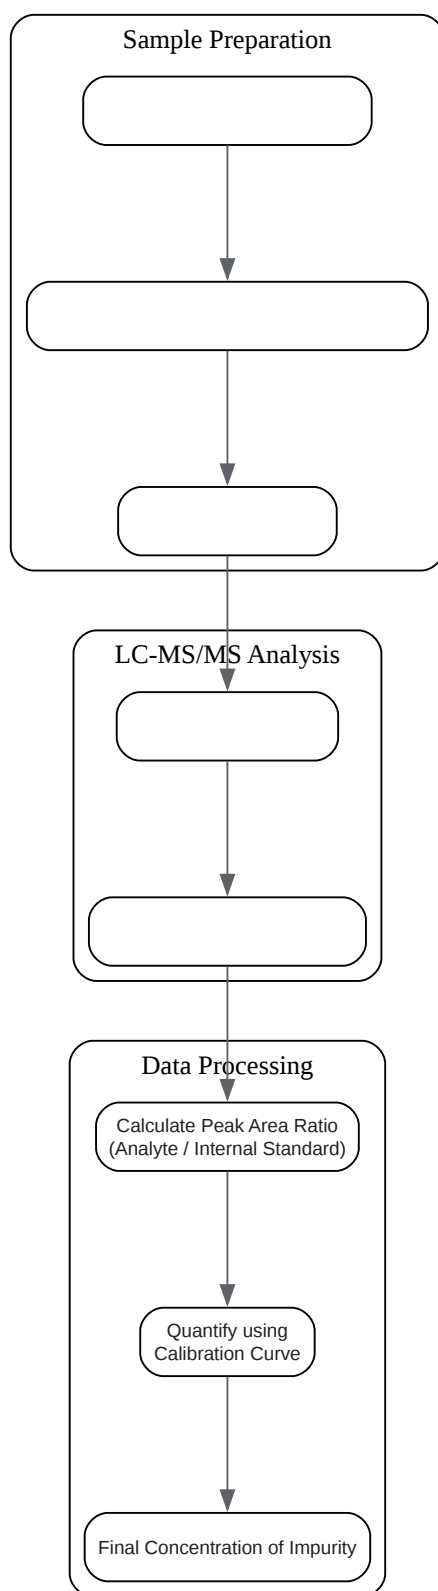 Sample Preparation
LC-MS/MS Analysis
Data Processing
Calculate Peak Area Ratio
(Analyte / Internal Standard)
Quantify using
Calibration Curve
Final Concentration of Impurity